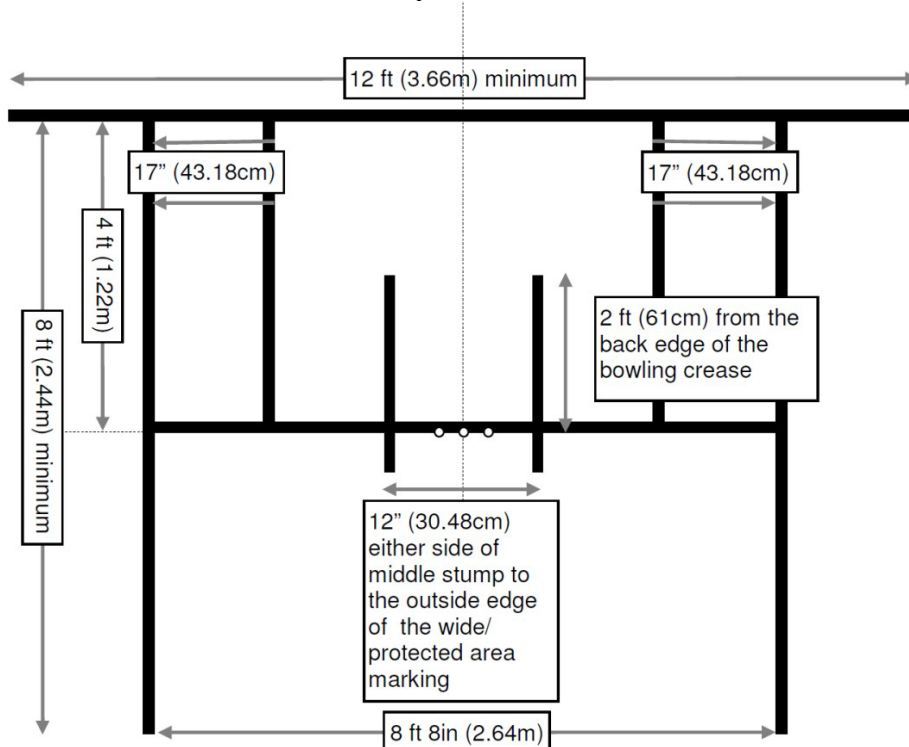 12 ft (3.66m) minimum
17” (43.18cm)
17” (43.18cm)
4 ft (1.22m)
8 ft (2.44m) minimum
2 ft (61cm) from the
back edge of the
bowling crease
12” (30.48cm)
either side of
middle stump to
the outside edge
of the wide/
protected area
marking
8 ft 8in (2.64m)